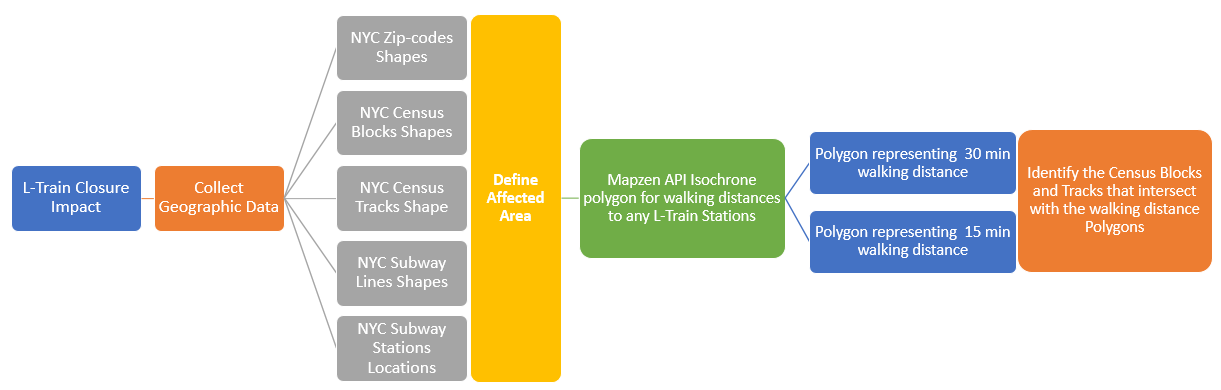 L-Train Closure
Impact
Collect
Geographic Data
NYC Zip-codes
Shapes
NYC Census
Blocks Shapes
NYC Census
Tracks Shape
NYC Subway
Lines Shapes
NYC Subway
Stations
Locations
Define
Affected
Area
Mapzen API Isochrone
polygon for walking distances
to any L-Train Stations
Polygon representing  30 min
walking distance
Polygon representing  15 min
walking distance
Identify the Census Blocks
and Tracks that intersect
with the walking distance
Polygons